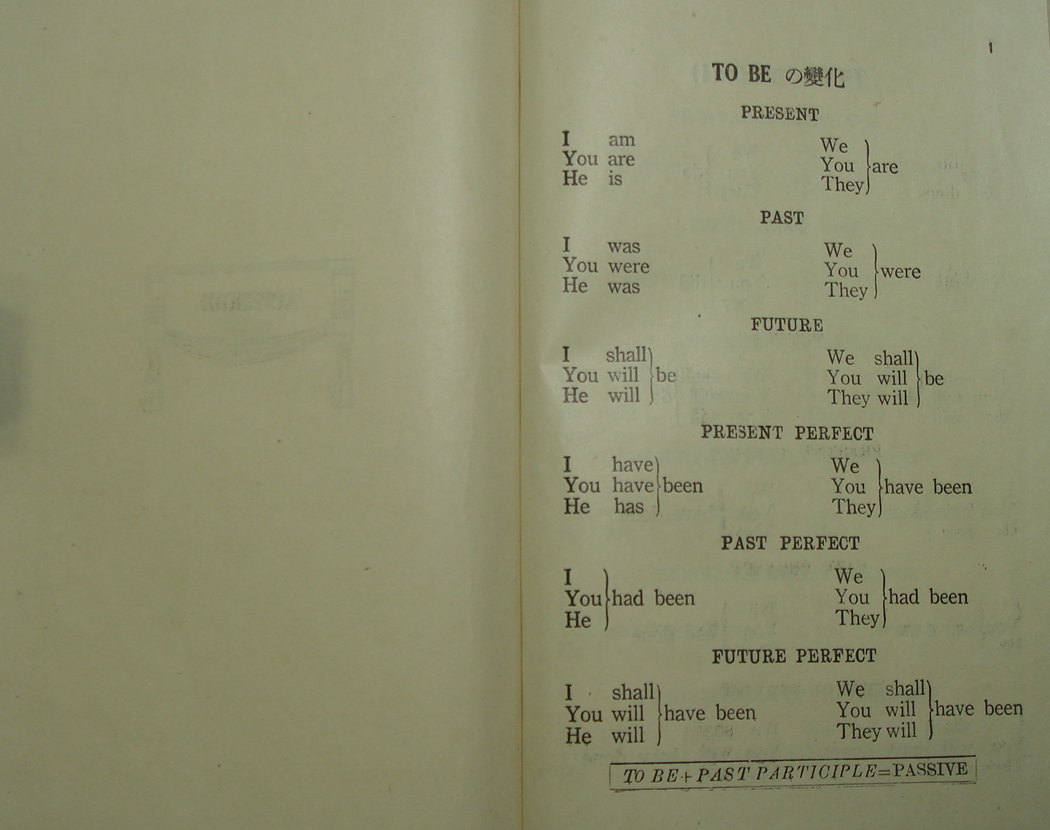 1
TO BE の變化
PRESENT
I am We
You are You } are
He is They
PAST
I was We
You were You } were
He was They
FUTURE
I shall We shall
You will } be You will } be
He will They will
PRESENT PERFECT
I have We
You have } been You } have been
He has They
PAST PERFECT
I We
You } had been You } had been
He They
FUTURE PERFECT
I shall We shall
You will } have been You will } have been
He will They will
TO BE+PAST PARTICIPLE=PASSIVE